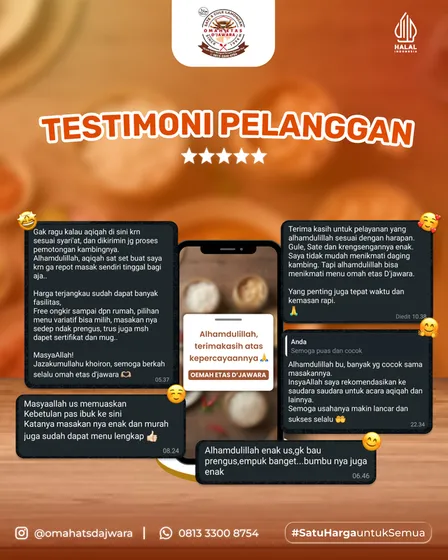 SATE & GULE KAMBING
OMAH ETAS
D'JAWARA
HALAL
INDONESIA
TESTIMONI PELANGGAN
Gak ragu kalau aqiqah di sini krn
sesuai syari'at, dan dikirimin jg proses
pemotongan kambingnya.
Alhamdulillah, aqiqah sat set buat saya
krn ga repot masak sendiri tinggal bagi
aja..
Harga terjangkau sudah dapat banyak
fasilitas,
Free ongkir sampai dpn rumah, pilihan
menu variatif bisa milih, masakan nya
sedep ndak prengus, trus juga msh
dapet sertifikat dan mug..
MasyaAllah!
Jazakumullahu khoiron, semoga berkah
selalu omah etas d'jawara 🫶🏼
05.37
Terima kasih untuk pelayanan yang
alhamdulillah sesuai dengan harapan.
Gule, Sate dan krengsengannya enak.
Saya tidak mudah menikmati daging
kambing. Tapi alhamdulillah bisa
menikmati menu omah etas D'jawara.
Yang penting juga tepat waktu dan
kemasan rapi.
🙏
Diedit 10.38
Alhamdulillah,
terimakasih atas
kepercayaannya🙏
OEMAH ETAS D'JAWARA
Anda
Semoga puas dan cocok
Alhamdulillah bu, banyak yg cocok sama
masakannya.
InsyaAllah saya rekomendasikan ke
saudara saudara untuk acara aqiqah dan
lainnya.
Semoga usahanya makin lancar dan
sukses selalu 🤲
22.34
Masyaallah us memuaskan
Kebetulan pas ibuk ke sini
Katanya masakan nya enak dan murah
juga sudah dapat menu lengkap 👍🏻
08.24
Alhamdulillah enak us,gk bau
prengus,empuk banget...bumbu nya juga
enak
06.46
@omahatsdajwara
0813 3300 8754
#SatuHargauntukSemua